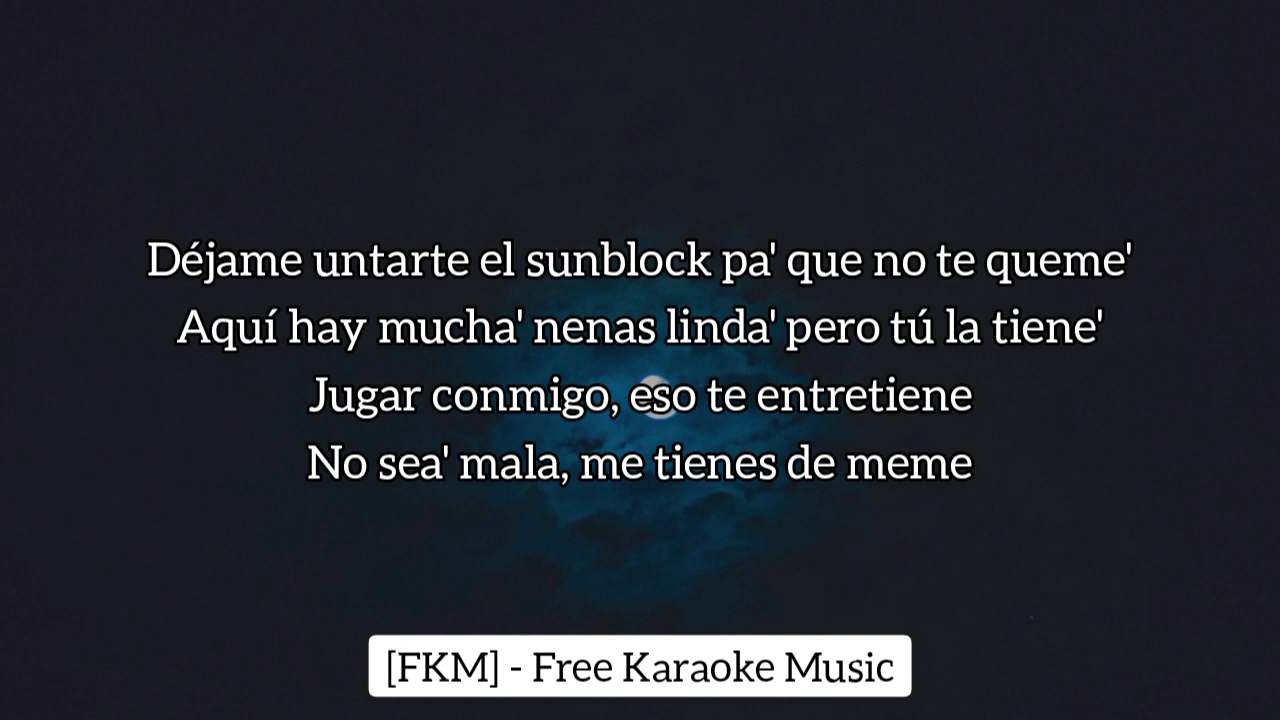 Déjame untarte el sunblock pa' que no te queme'
Aquí hay mucha' nenas linda' pero tú la tiene'
Jugar conmigo, eso te entretiene
No sea' mala, me tienes de meme
[FKM] - Free Karaoke Music